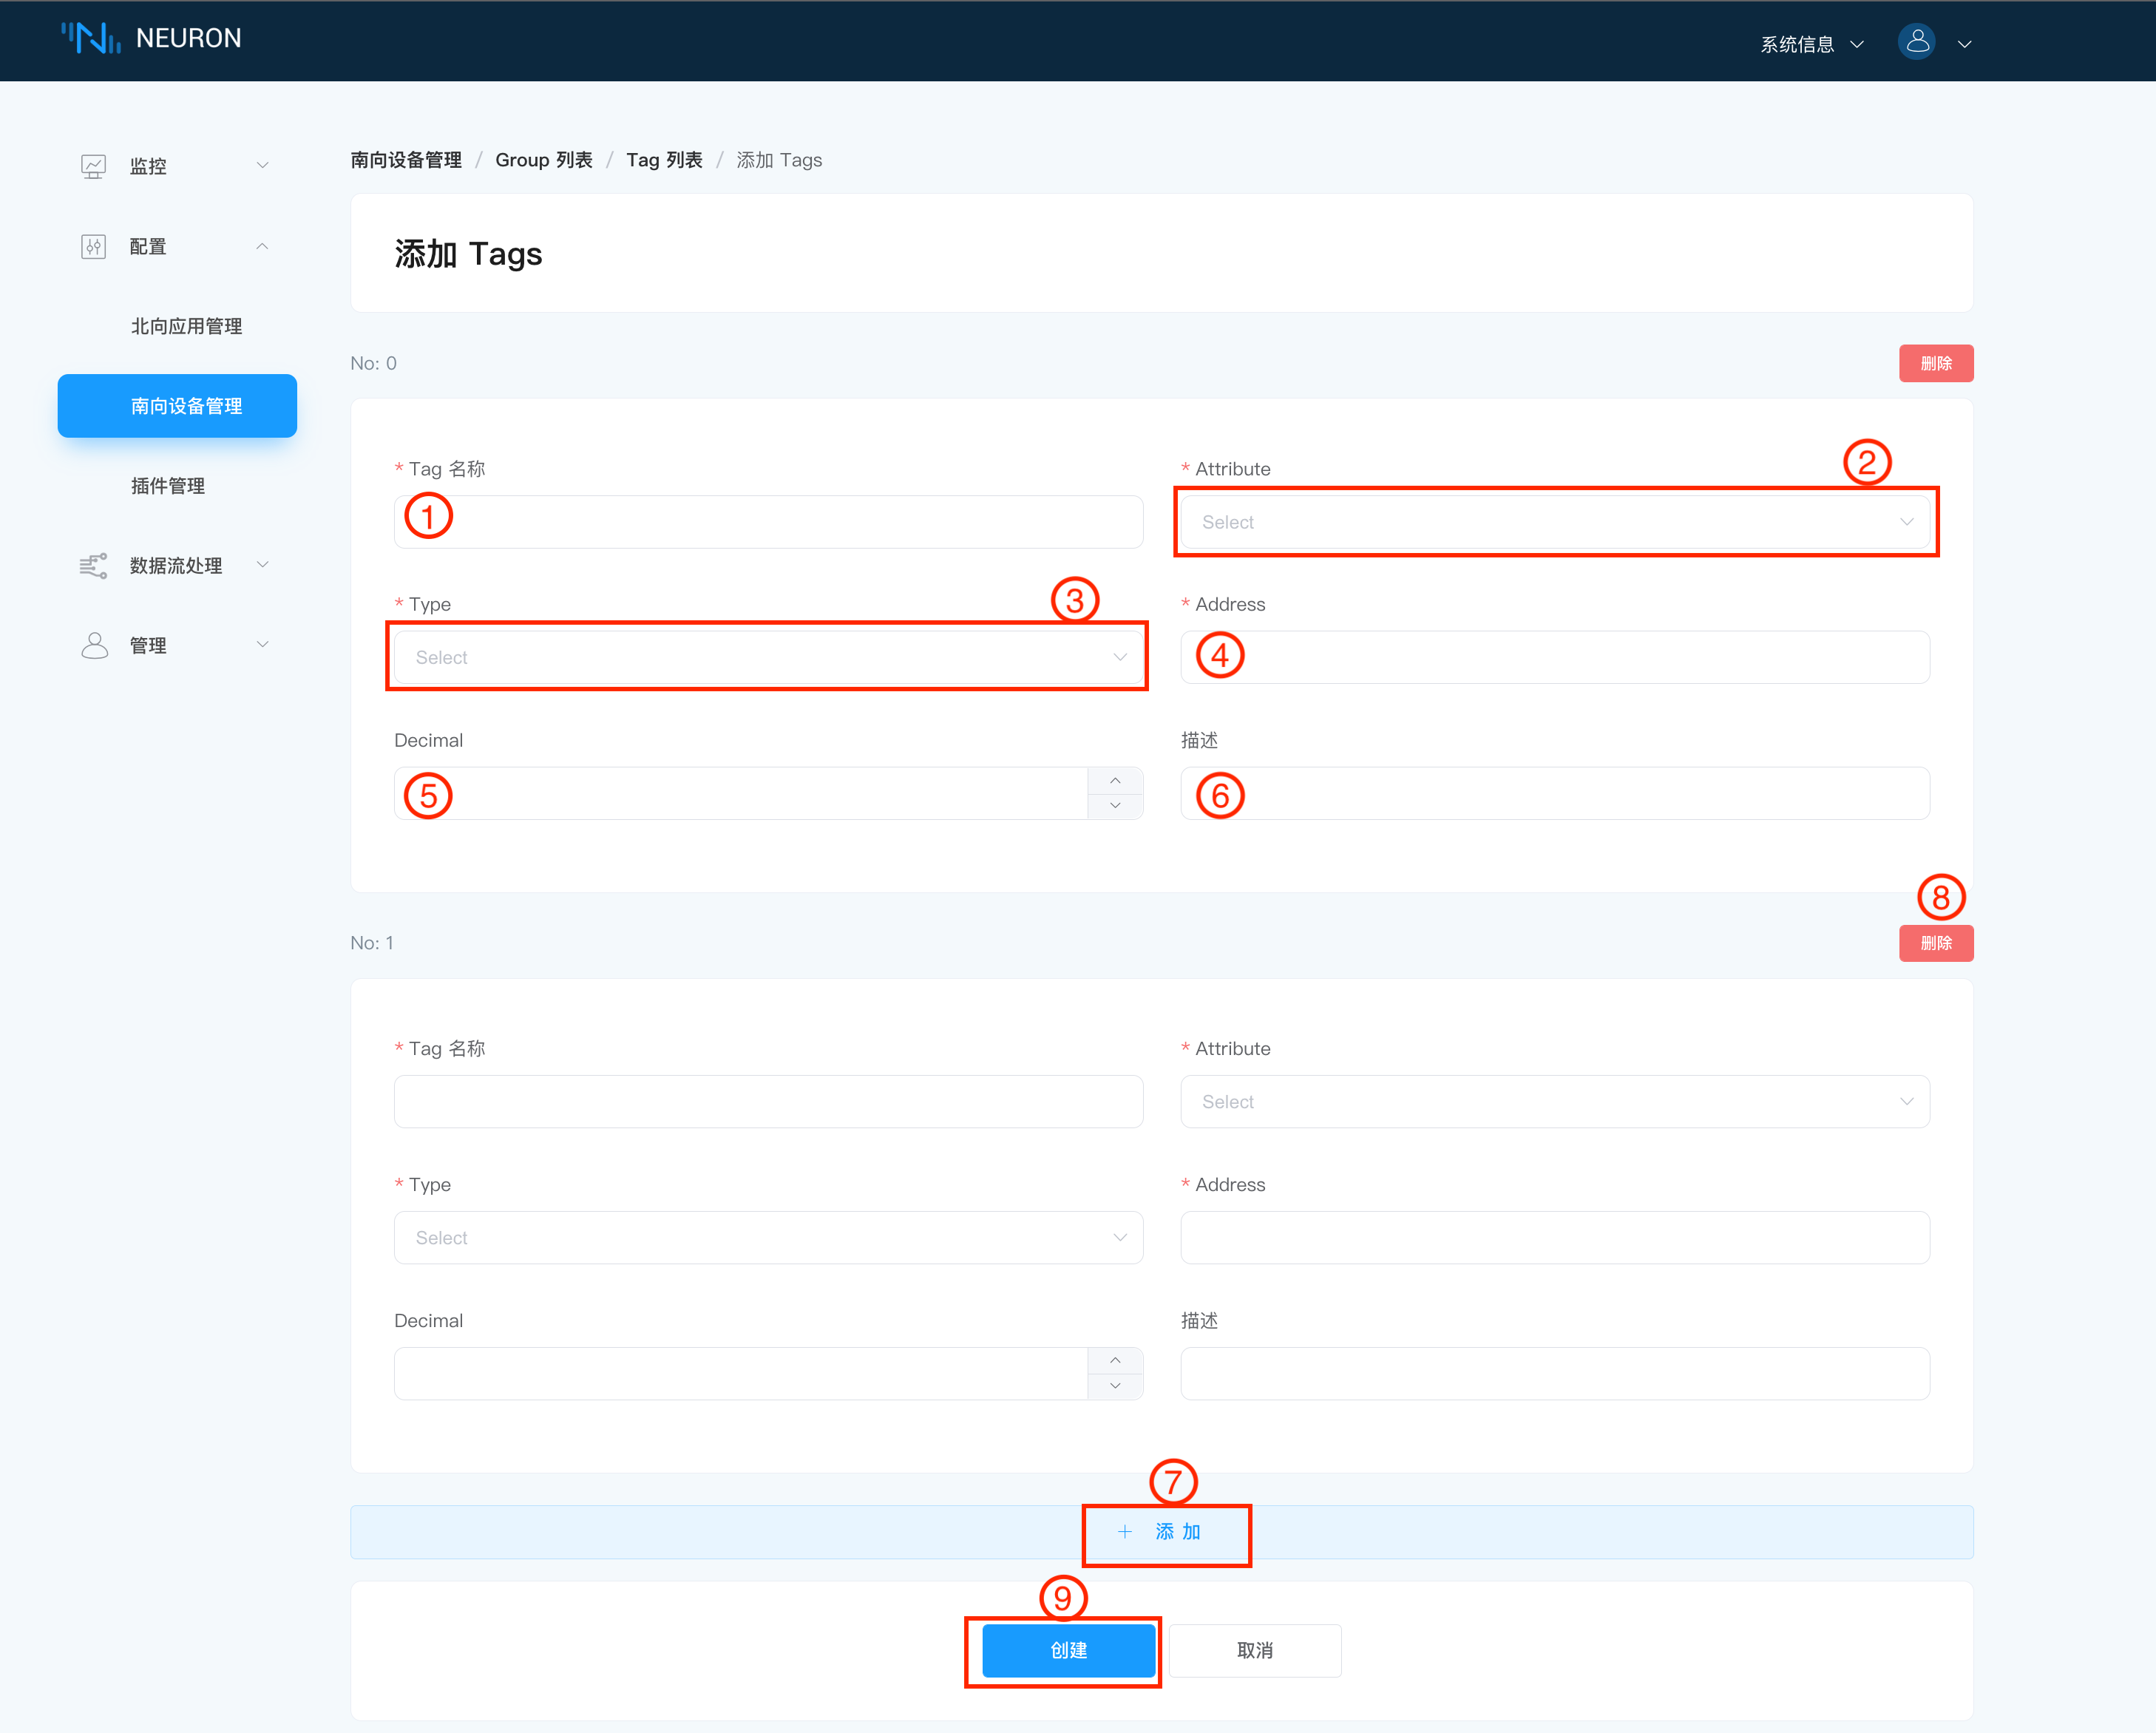 NEURON
系统信息
监控
配置
北向应用管理
南向设备管理
插件管理
数据流处理
管理
南向设备管理 / Group 列表 / Tag 列表 / 添加 Tags
添加 Tags
No: 0
删除
* Tag 名称
①
* Attribute
②
Select
* Type
③
Select
* Address
④
Decimal
⑤
描述
⑥
⑧
No: 1
删除
* Tag 名称
* Attribute
Select
* Type
Select
* Address
Decimal
描述
⑦
+ 添 加
⑨
创建
取消